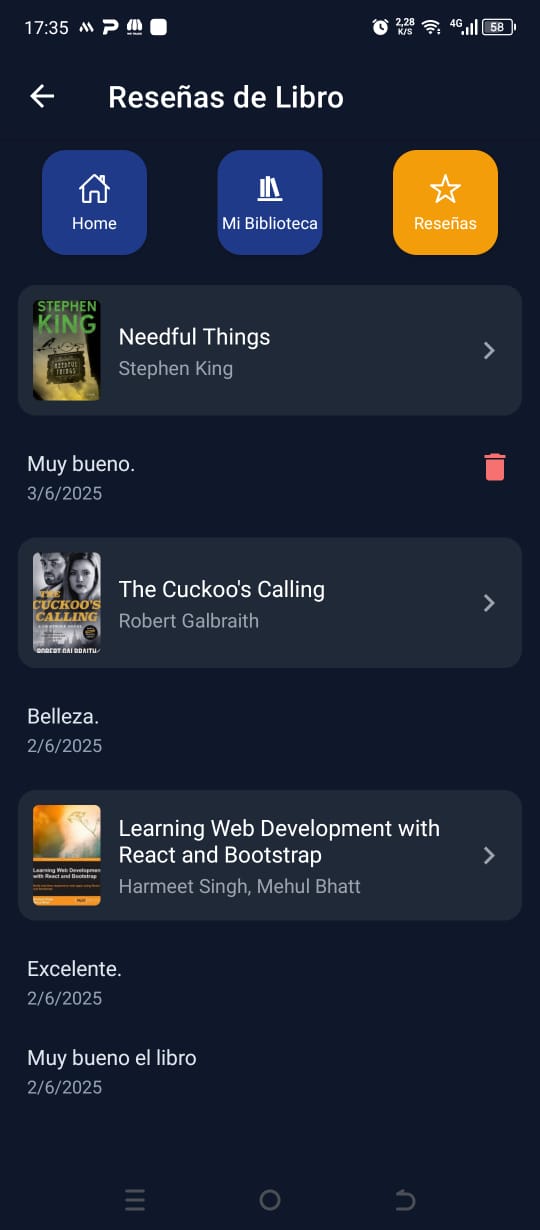 17:35
2,28
K/S
4G
58
Reseñas de Libro
Home
Mi Biblioteca
Reseñas
STEPHEN
KING
NEEDFUL
THINGS
Needful Things
Stephen King
Muy bueno.
3/6/2025
THE
CUCKOO'S
CALLING
ROBERT GALBRAITH
The Cuckoo's Calling
Robert Galbraith
Belleza.
2/6/2025
Learning Web Development
with React and Bootstrap
Learning Web Development with
React and Bootstrap
Harmeet Singh, Mehul Bhatt
Excelente.
2/6/2025
Muy bueno el libro
2/6/2025